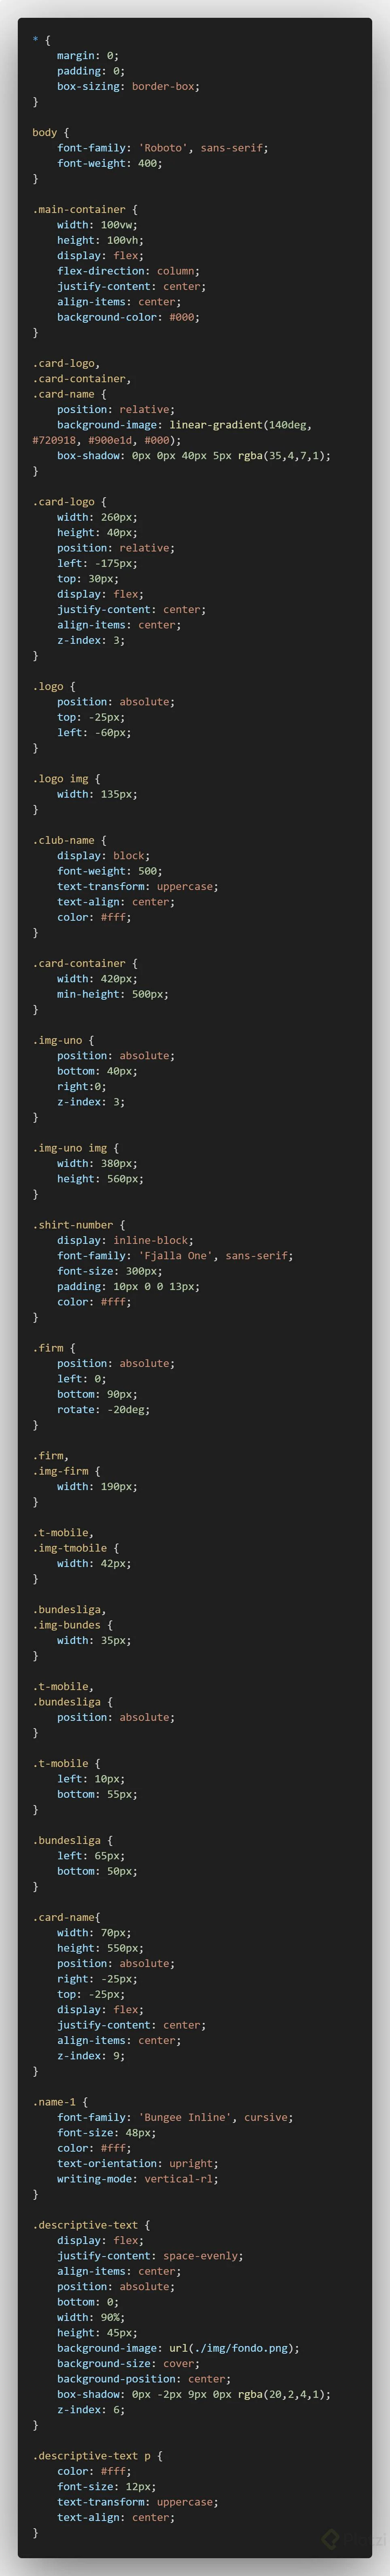 * {
    margin: 0;
    padding: 0;
    box-sizing: border-box;
}

body {
    font-family: 'Roboto', sans-serif;
    font-weight: 400;
}

.main-container {
    width: 100vw;
    height: 100vh;
    display: flex;
    flex-direction: column;
    justify-content: center;
    align-items: center;
    background-color: #000;
}

.card-logo,
.card-container,
.card-name {
    position: relative;
    background-image: linear-gradient(140deg,
#720918, #900e1d, #000);
    box-shadow: 0px 0px 40px 5px rgba(35,4,7,1);
}

.card-logo {
    width: 260px;
    height: 40px;
    position: relative;
    left: -175px;
    top: 30px;
    display: flex;
    justify-content: center;
    align-items: center;
    z-index: 3;
}

.logo {
    position: absolute;
    top: -25px;
    left: -60px;
}

.logo img {
    width: 135px;
}

.club-name {
    display: block;
    font-weight: 500;
    text-transform: uppercase;
    text-align: center;
    color: #fff;
}

.card-container {
    width: 420px;
    min-height: 500px;
}

.img-uno {
    position: absolute;
    bottom: 40px;
    right:0;
    z-index: 3;
}

.img-uno img {
    width: 380px;
    height: 560px;
}

.shirt-number {
    display: inline-block;
    font-family: 'Fjalla One', sans-serif;
    font-size: 300px;
    padding: 10px 0 0 13px;
    color: #fff;
}

.firm {
    position: absolute;
    left: 0;
    bottom: 90px;
    rotate: -20deg;
}

.firm,
.img-firm {
    width: 190px;
}

.t-mobile,
.img-tmobile {
    width: 42px;
}

.bundesliga,
.img-bundes {
    width: 35px;
}

.t-mobile,
.bundesliga {
    position: absolute;
}

.t-mobile {
    left: 10px;
    bottom: 55px;
}

.bundesliga {
    left: 65px;
    bottom: 50px;
}

.card-name{
    width: 70px;
    height: 550px;
    position: absolute;
    right: -25px;
    top: -25px;
    display: flex;
    justify-content: center;
    align-items: center;
    z-index: 9;
}

.name-1 {
    font-family: 'Bungee Inline', cursive;
    font-size: 48px;
    color: #fff;
    text-orientation: upright;
    writing-mode: vertical-rl;
}

.descriptive-text {
    display: flex;
    justify-content: space-evenly;
    align-items: center;
    position: absolute;
    bottom: 0;
    width: 90%;
    height: 45px;
    background-image: url(./img/fondo.png);
    background-size: cover;
    background-position: center;
    box-shadow: 0px -2px 9px 0px rgba(20,2,4,1);
    z-index: 6;
}

.descriptive-text p {
    color: #fff;
    font-size: 12px;
    text-transform: uppercase;
    text-align: center;
}